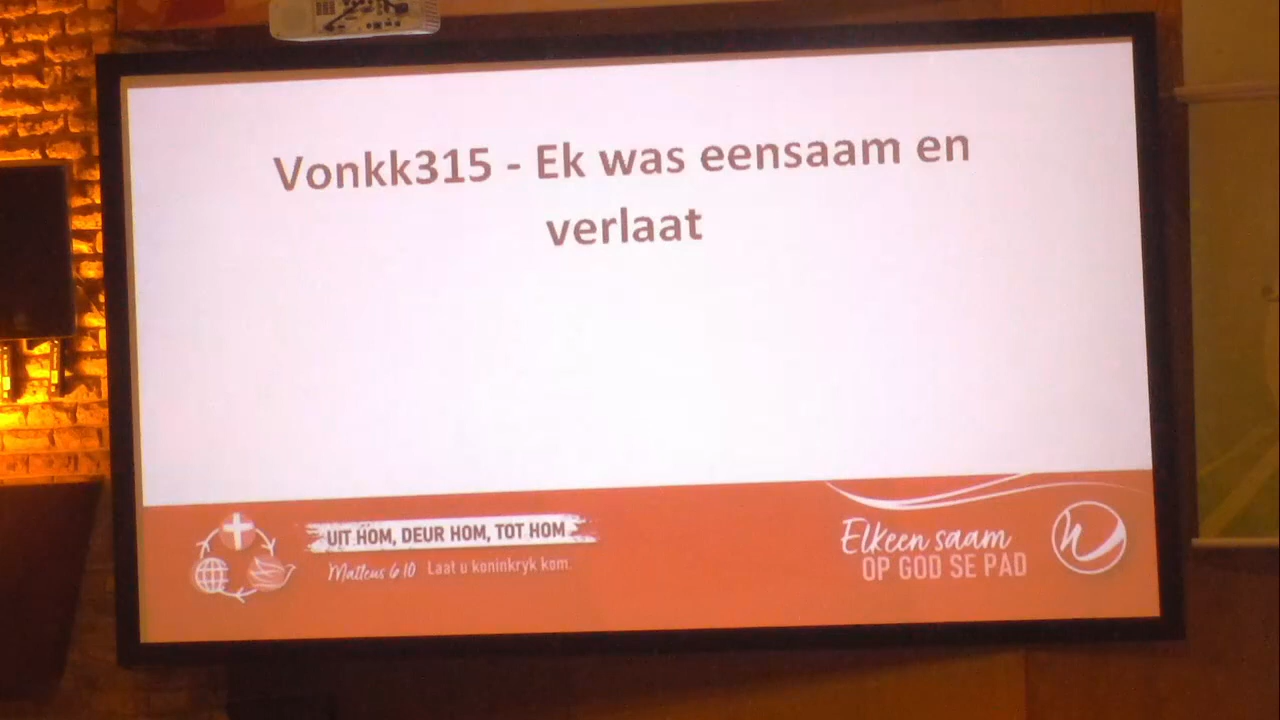 Vonkk315 - Ek was eensaam en
verlaat
UIT HOM, DEUR HOM, TOT HOM
Matteus 6:10 Laat u koninkryk kom.
Elkeen saam
OP GOD SE PAD